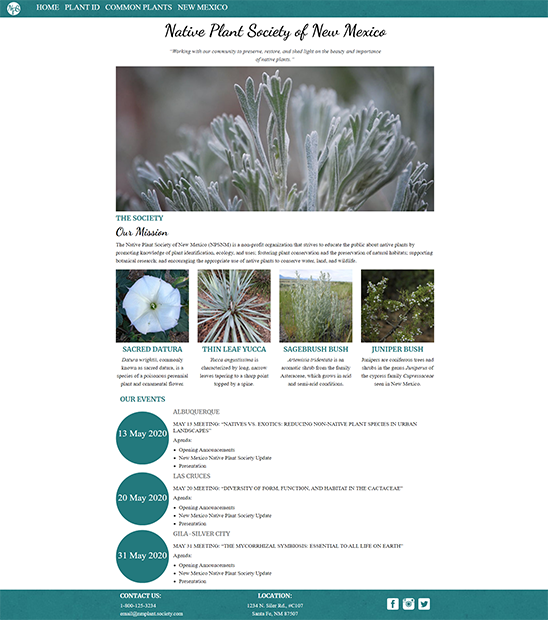 NPS
HOME PLANT ID COMMON PLANTS NEW MEXICO
Native Plant Society of New Mexico
"Working with our community to preserve, restore, and shed light on the beauty and importance
of native plants."
THE SOCIETY
Our Mission
The Native Plant Society of New Mexico (NPSNM) is a non-profit organization that strives to educate the public about native plants by
promoting knowledge of plant identification, ecology, and uses; fostering plant conservation and the preservation of natural habitats; supporting
botanical research; and encouraging the appropriate use of native plants to conserve water, land, and wildlife.
SACRED DATURA
Datura wrightii, commonly
known as sacred datura, is a
species of a poisonous perennial
plant and ornamental flower.
THIN LEAF YUCCA
Yucca angustissima is
characterized by long, narrow
leaves tapering to a sharp point
topped by a spine.
SAGEBRUSH BUSH
Artemisia tridentata is an
aromatic shrub from the family
Asteraceae, which grows in arid
and semi-arid conditions.
JUNIPER BUSH
Junipers are coniferous trees and
shrubs in the genus Juniperus of
the cypress family Cupressaceae
seen in New Mexico.
OUR EVENTS
13 May 2020
ALBUQUERQUE
MAY 13 MEETING: "NATIVES VS. EXOTICS: REDUCING NON-NATIVE PLANT SPECIES IN URBAN
LANDSCAPES"
Agenda:
• Opening Announcements
• New Mexico Native Plant Society Update
• Presentation
20 May 2020
LAS CRUCES
MAY 20 MEETING: "DIVERSITY OF FORM, FUNCTION, AND HABITAT IN THE CACTACEAE"
Agenda:
• Opening Announcements
• New Mexico Native Plant Society Update
• Presentation
31 May 2020
GILA-SILVER CITY
MAY 31 MEETING: "THE MYCORRHIZAL SYMBIOSIS: ESSENTIAL TO ALL LIFE ON EARTH"
Agenda:
• Opening Announcements
• New Mexico Native Plant Society Update
• Presentation
CONTACT US:
1-800-125-3234
email@nmplant.society.com
LOCATION:
1234 N. Siler Rd., #C107
Santa Fe, NM 87507